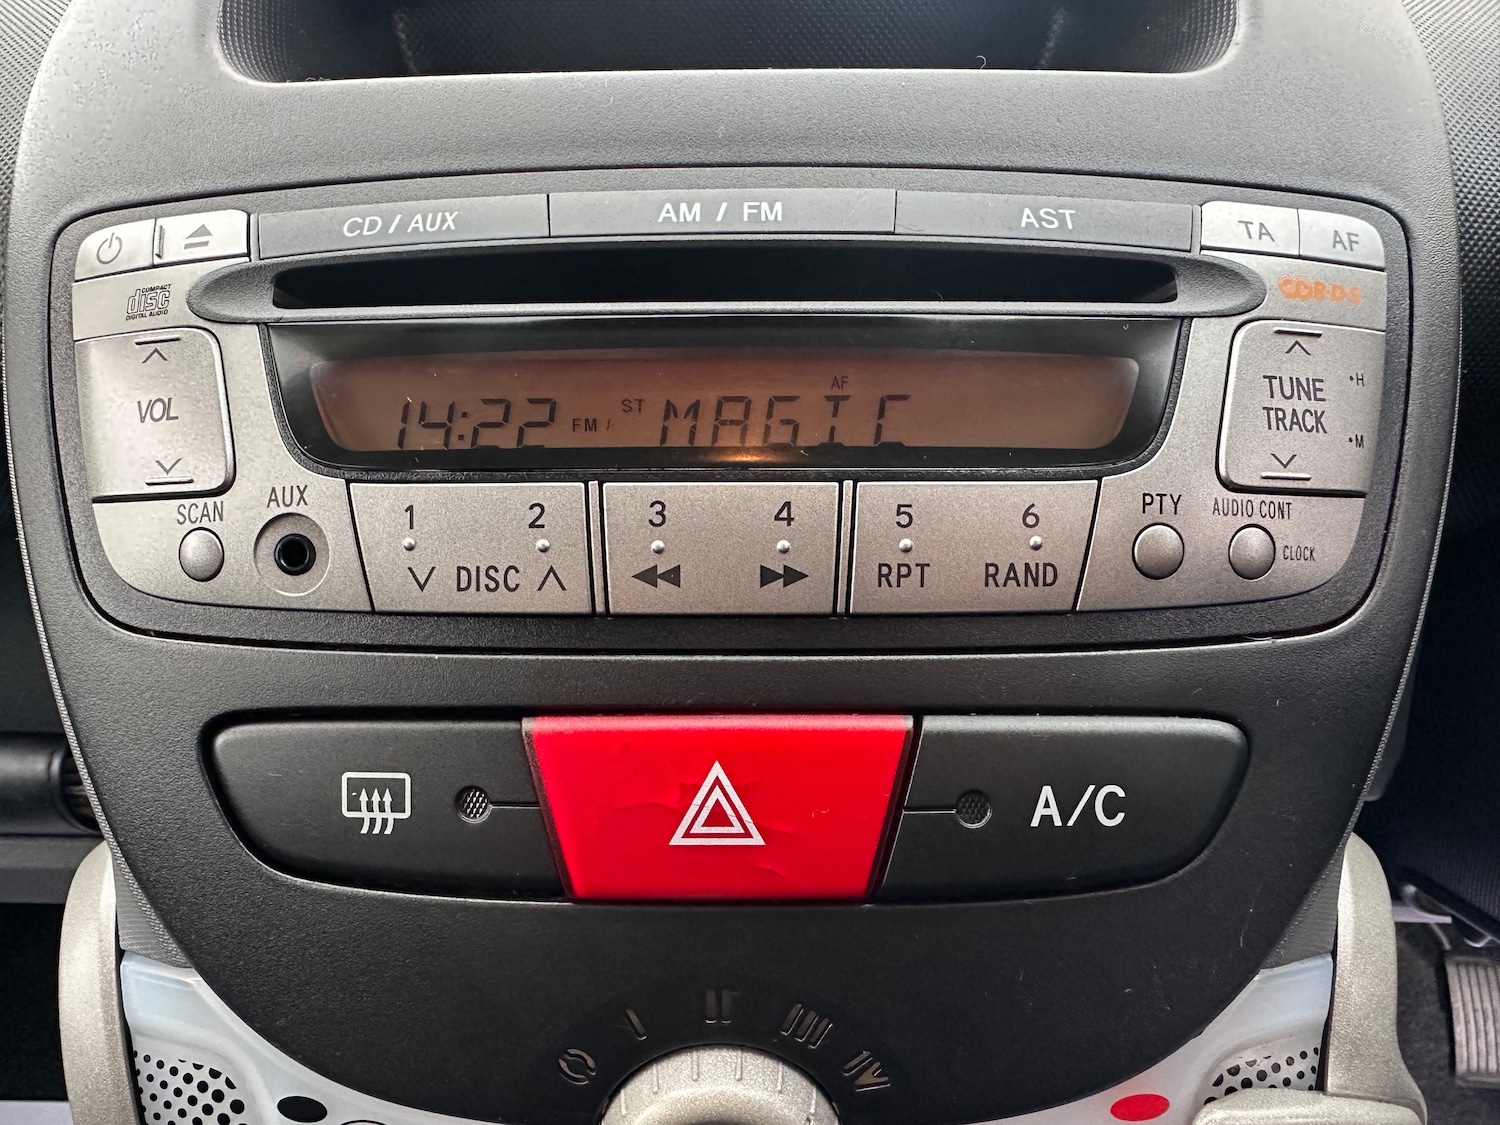 CD / AUX
AM / FM
AST
TA
AF
COMPACT
disc
DIGITAL AUDIO
R·D·S
VOL
14:22 FM1 ST MAGIC
AF
TUNE
TRACK
•H
•M
SCAN
AUX
1
2
3
4
5
6
DISC
RPT
RAND
PTY
AUDIO CONT
CLOCK
A/C